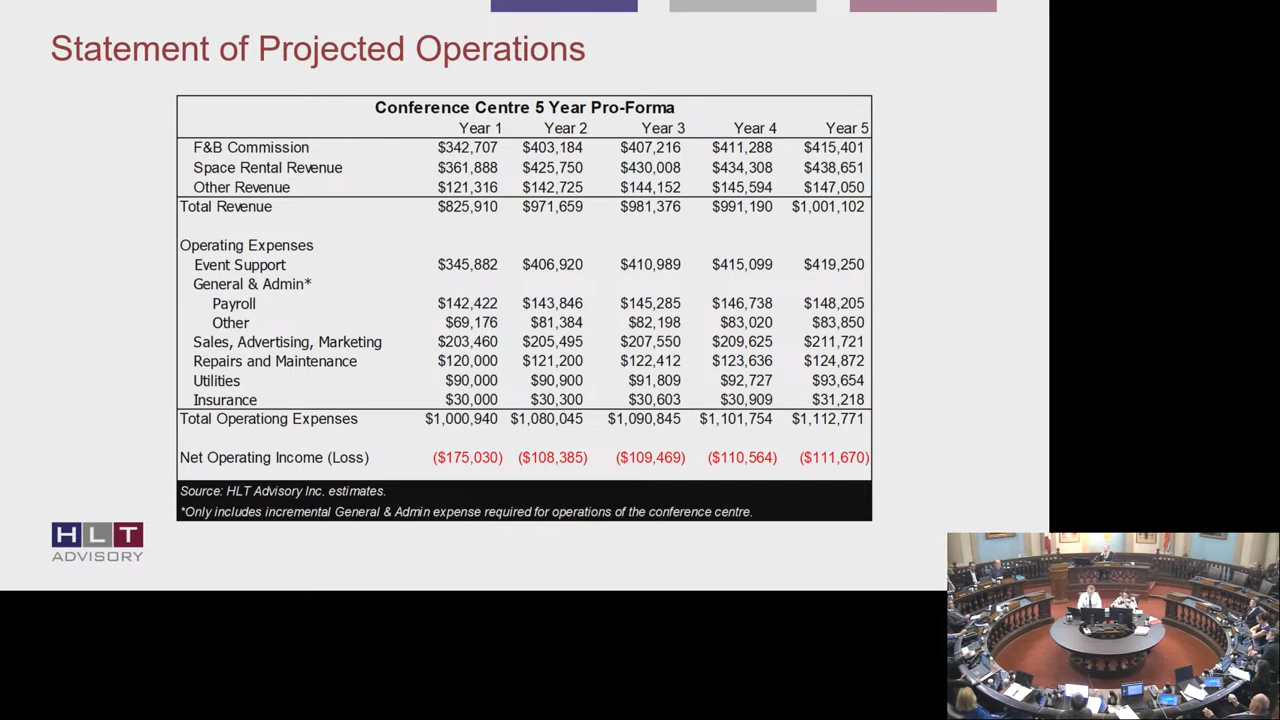 Statement of Projected Operations
Conference Centre 5 Year Pro-Forma
Year 1 Year 2 Year 3 Year 4 Year 5
F&B Commission $342,707 $403,184 $407,216 $411,288 $415,401
Space Rental Revenue $361,888 $425,750 $430,008 $434,308 $438,651
Other Revenue $121,316 $142,725 $144,152 $145,594 $147,050
Total Revenue $825,910 $971,659 $981,376 $991,190 $1,001,102
Operating Expenses
Event Support $345,882 $406,920 $410,989 $415,099 $419,250
General & Admin*
Payroll $142,422 $143,846 $145,285 $146,738 $148,205
Other $69,176 $81,384 $82,198 $83,020 $83,850
Sales, Advertising, Marketing $203,460 $205,495 $207,550 $209,625 $211,721
Repairs and Maintenance $120,000 $121,200 $122,412 $123,636 $124,872
Utilities $90,000 $90,900 $91,809 $92,727 $93,654
Insurance $30,000 $30,300 $30,603 $30,909 $31,218
Total Operationg Expenses $1,000,940 $1,080,045 $1,090,845 $1,101,754 $1,112,771
Net Operating Income (Loss) ($175,030) ($108,385) ($109,469) ($110,564) ($111,670)
Source: HLT Advisory Inc. estimates.
*Only includes incremental General & Admin expense required for operations of the conference centre.
HLT
ADVISORY